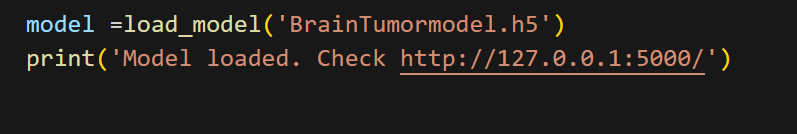 model =load_model('BrainTumormodel.h5')
print('Model loaded. Check http://127.0.0.1:5000/')